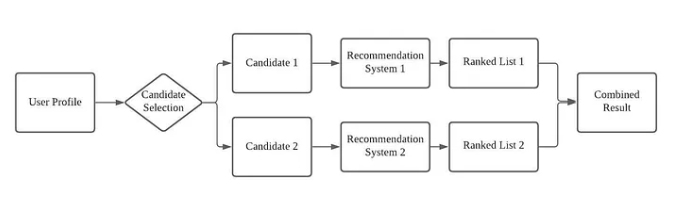 User Profile
Candidate
Selection
Candidate 1
Recommendation
System 1
Ranked List 1
Candidate 2
Recommendation
System 2
Ranked List 2
Combined
Result